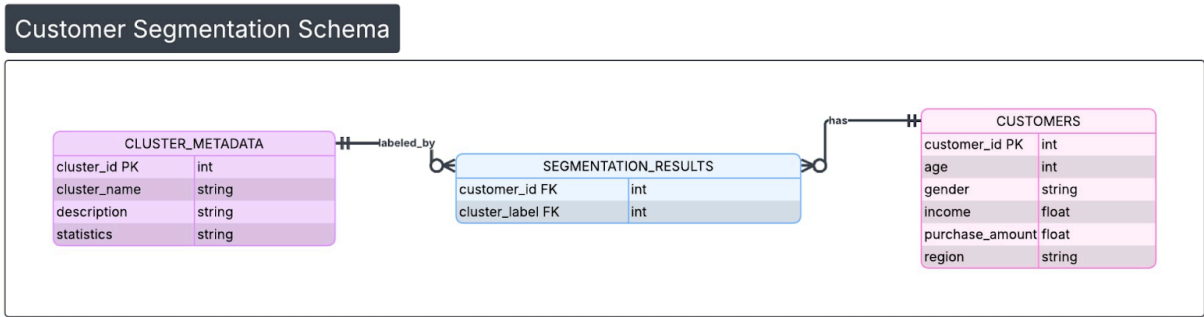 Customer Segmentation Schema
CLUSTER_METADATA
cluster_id PK int
cluster_name string
description string
statistics string
labeled_by
SEGMENTATION_RESULTS
customer_id FK int
cluster_label FK int
has
CUSTOMERS
customer_id PK int
age int
gender string
income float
purchase_amount float
region string